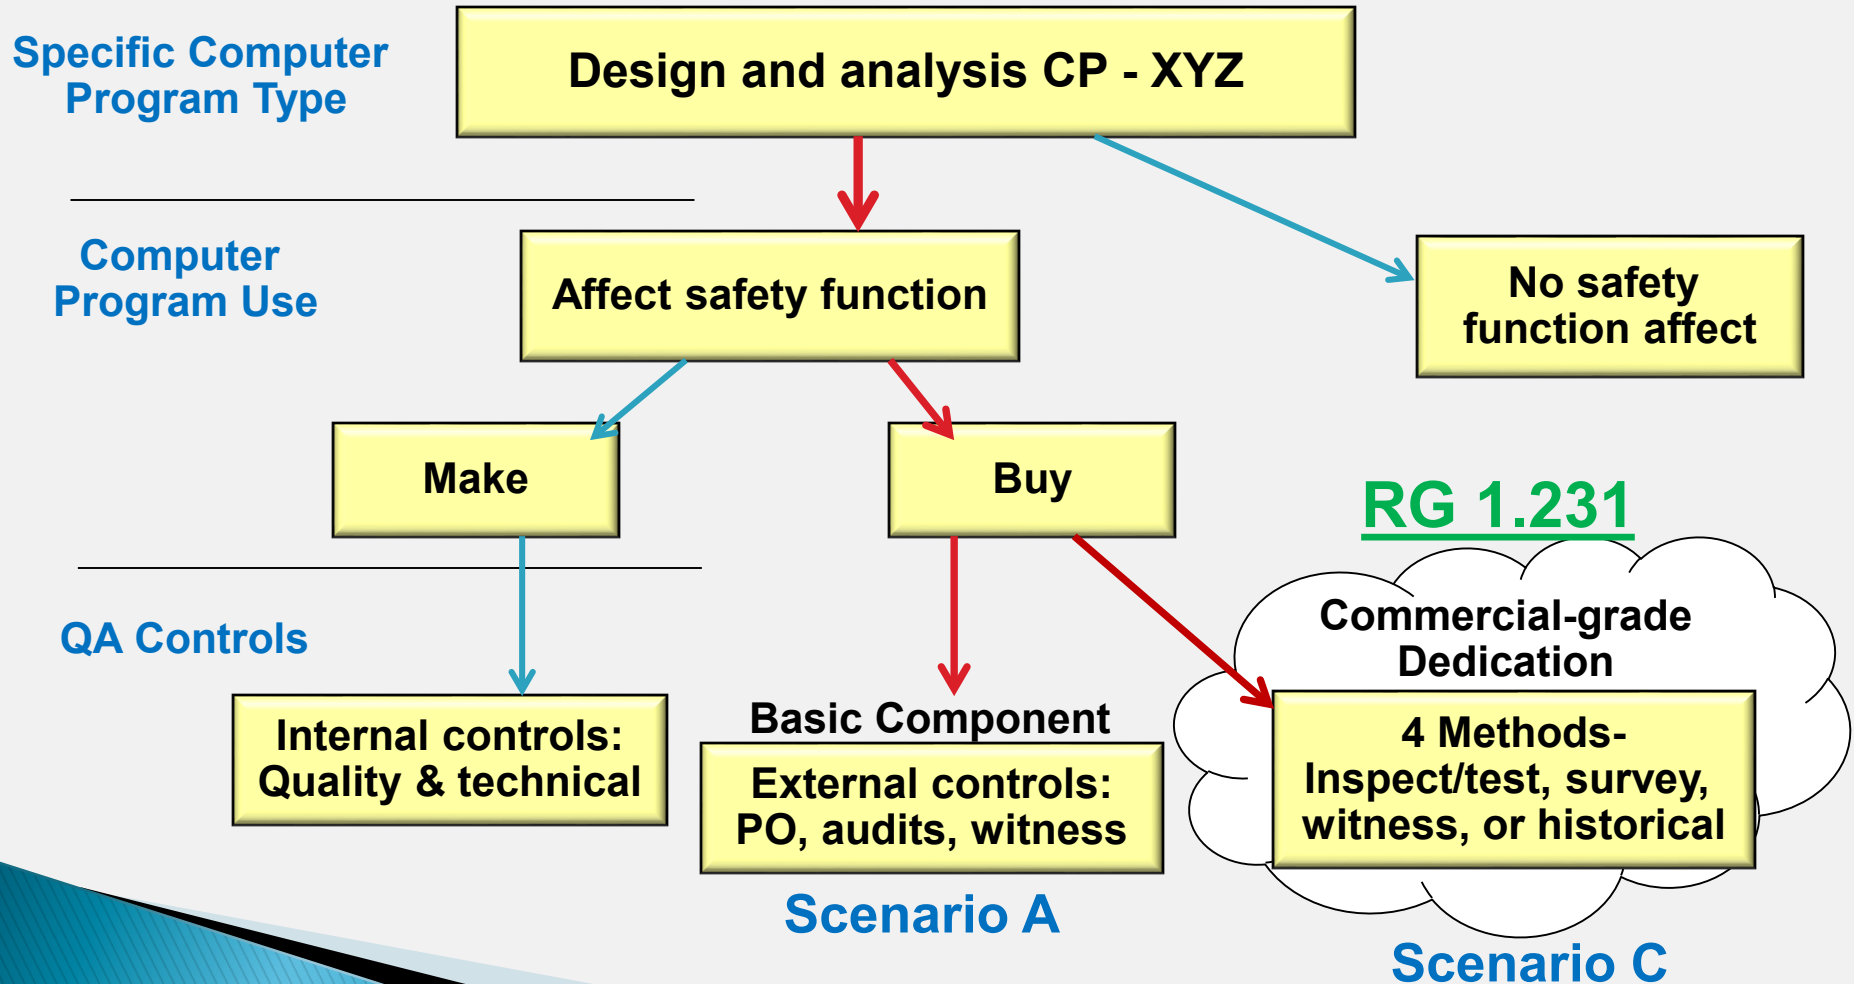 Specific Computer
Program Type
Design and analysis CP - XYZ
Computer
Program Use
Affect safety function
No safety
function affect
Make
Buy
RG 1.231
QA Controls
Internal controls:
Quality & technical
Basic Component
External controls:
PO, audits, witness
Scenario A
Commercial-grade
Dedication
4 Methods-
Inspect/test, survey,
witness, or historical
Scenario C